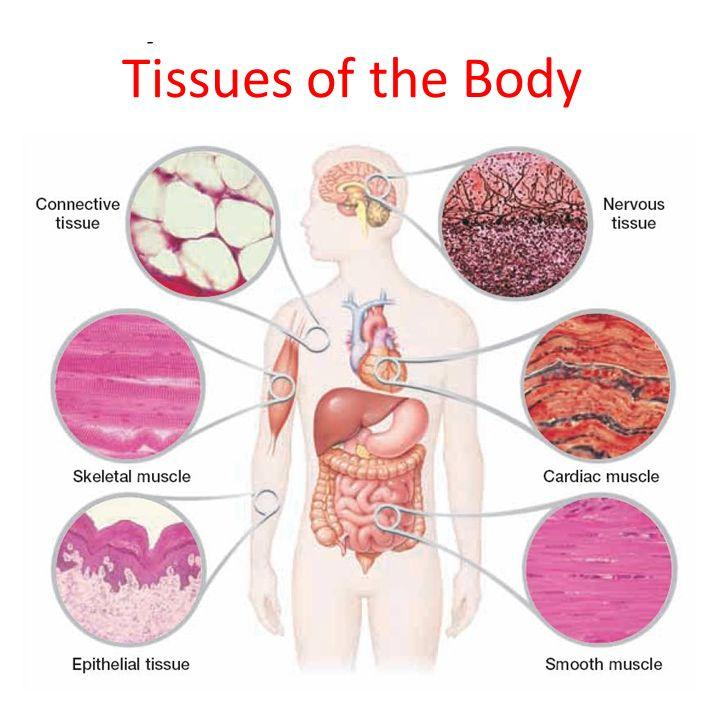 Tissues of the Body
Connective
tissue
Nervous
tissue
Skeletal muscle
Cardiac muscle
Epithelial tissue
Smooth muscle